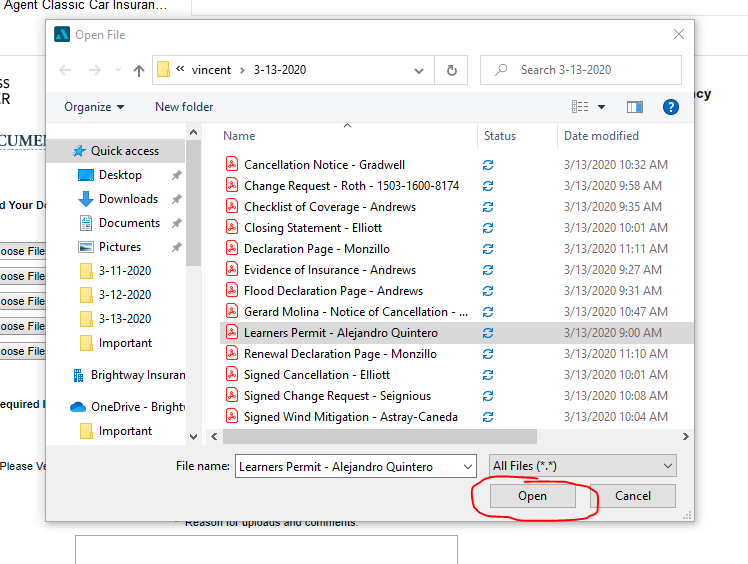 Agent Classic Car Insuran...
Open File
« vincent › 3-13-2020
Search 3-13-2020
SS
ER
ncy
Organize
New folder
?
CUMEN
Name
Status
Date modified
Quick access
Desktop
Downloads
Documents
Pictures
3-11-2020
3-12-2020
3-13-2020
Important
Brightway Insuran
OneDrive - Brightw
Important
d Your Do
oose File
oose File
oose File
oose File
oose File
equired I
Please Ve
Cancellation Notice - Gradwell 3/13/2020 10:32 AM
Change Request - Roth - 1503-1600-8174 3/13/2020 9:58 AM
Checklist of Coverage - Andrews 3/13/2020 9:35 AM
Closing Statement - Elliott 3/13/2020 10:01 AM
Declaration Page - Monzillo 3/13/2020 11:11 AM
Evidence of Insurance - Andrews 3/13/2020 9:27 AM
Flood Declaration Page - Andrews 3/13/2020 9:31 AM
Gerard Molina - Notice of Cancellation - ... 3/13/2020 10:47 AM
Learners Permit - Alejandro Quintero 3/13/2020 9:00 AM
Renewal Declaration Page - Monzillo 3/13/2020 11:10 AM
Signed Cancellation - Elliott 3/13/2020 10:01 AM
Signed Change Request - Seignious 3/13/2020 10:08 AM
Signed Wind Mitigation - Astray-Caneda 3/13/2020 10:04 AM
File name: Learners Permit - Alejandro Quintero
All Files (*.*)
Open
Cancel
* Reason for uploads and comments: